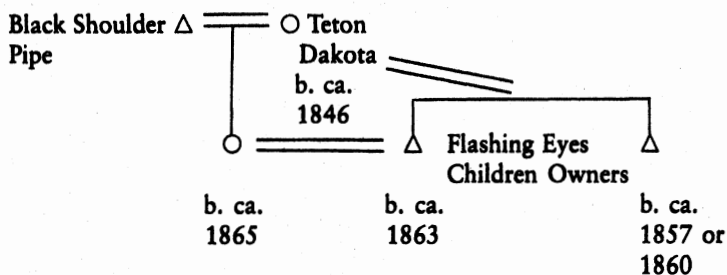 Black Shoulder
Pipe
Teton
Dakota
b. ca.
1846
Flashing Eyes
Children Owners
b. ca.
1865
b. ca.
1863
b. ca.
1857 or
1860